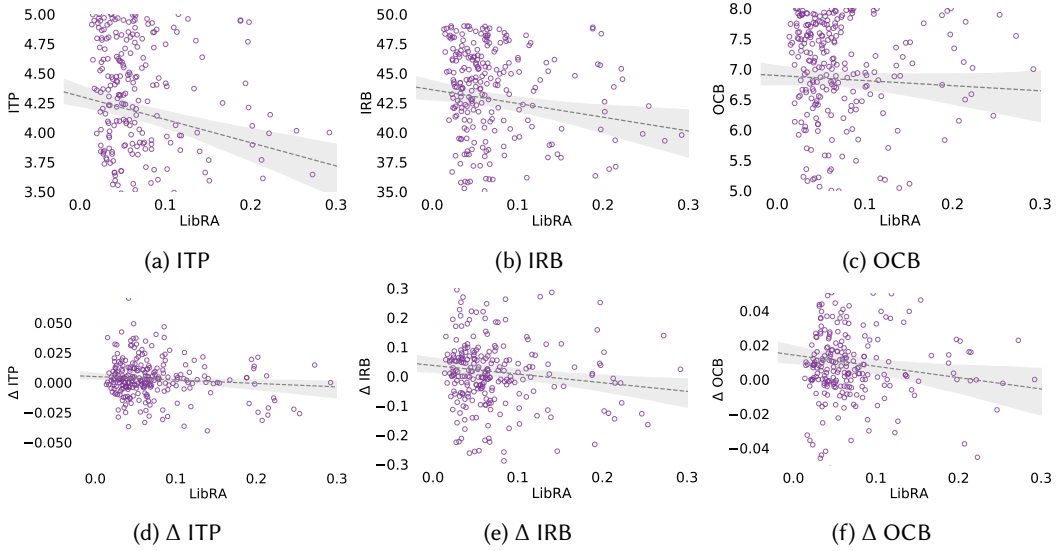 5.00
4.75
4.50
4.25
4.00
3.75
3.50
ITP
0.0 0.1 0.2 0.3
LibRA
(a) ITP
50.0
47.5
45.0
42.5
40.0
37.5
35.0
IRB
0.0 0.1 0.2 0.3
LibRA
(b) IRB
8.0
7.5
7.0
6.5
6.0
5.5
5.0
OCB
0.0 0.1 0.2 0.3
LibRA
(c) OCB
0.050
0.025
0.000
−0.025
−0.050
Δ ITP
0.0 0.1 0.2 0.3
LibRA
(d) Δ ITP
0.3
0.2
0.1
0.0
−0.1
−0.2
−0.3
Δ IRB
0.0 0.1 0.2 0.3
LibRA
(e) Δ IRB
0.04
0.02
0.00
−0.02
−0.04
Δ OCB
0.0 0.1 0.2 0.3
LibRA
(f) Δ OCB